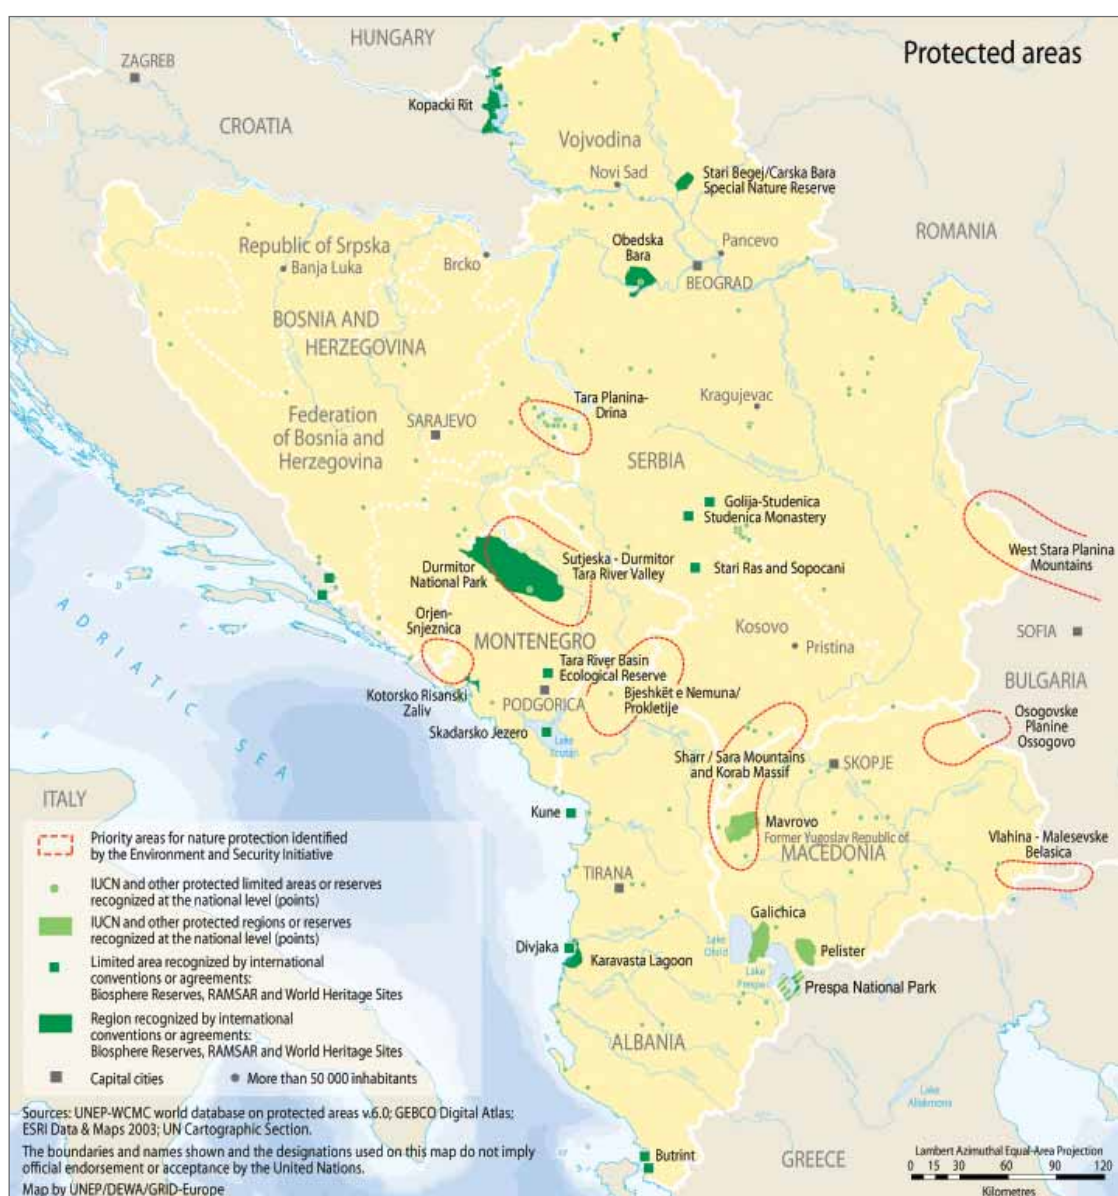 Protected areas
HUNGARY
ZAGREB
CROATIA
Kopacki Rit
Vojvodina
Novi Sad
Stari Begej/Carska Bara
Special Nature Reserve
ROMANIA
Republic of Srpska
Banja Luka
Brcko
Obedska
Bara
Pancevo
BEOGRAD
BOSNIA AND
HERZEGOVINA
Tara Planina-
Drina
Kragujevac
Federation
of Bosnia and
Herzegovina
SARAJEVO
SERBIA
Golija-Studenica
Studenica Monastery
West Stara Planina
Mountains
Durmitor
National Park
Sutjeska - Durmitor
Tara River Valley
Stari Ras and Sopocani
Orjen-
Snjeznica
MONTENEGRO
Kosovo
Pristina
SOFIA
BULGARIA
ADRIATIC
SEA
Tara River Basin
Ecological Reserve
Kotorsko Risanski
Zaliv
PODGORICA
Bjeshkët e Nemuna/
Prokletije
Skadarsko Jezero
Lake
Osogovske
Planine
Ossogovo
Sharr / Sara Mountains
and Korab Massif
SKOPJE
ITALY
Kune
Mavrovo
Former Yugoslav Republic of
MACEDONIA
Vlahina - Malesevske
Belasica
TIRANA
Galichica
Lake
Ohrid
Pelister
Divjaka
Karavasta Lagoon
Lake
Prespa
Prespa National Park
ALBANIA
Lake
Aliakmona
Butrint
GREECE
Priority areas for nature protection identified
by the Environment and Security Initiative
IUCN and other protected limited areas or reserves
recognized at the national level (points)
IUCN and other protected regions or reserves
recognized at the national level (points)
Limited area recognized by international
conventions or agreements:
Biosphere Reserves, RAMSAR and World Heritage Sites
Region recognized by international
conventions or agreements:
Biosphere Reserves, RAMSAR and World Heritage Sites
Capital cities
More than 50 000 inhabitants
Sources: UNEP-WCMC world database on protected areas v.6.0; GEBCO Digital Atlas;
ESRI Data & Maps 2003; UN Cartographic Section.
The boundaries and names shown and the designations used on this map do not imply
official endorsement or acceptance by the United Nations.
Map by UNEP/DEWA/GRID-Europe
Lambert Azimuthal Equal-Area Projection
0 15 30 60 90 120
Kilometres